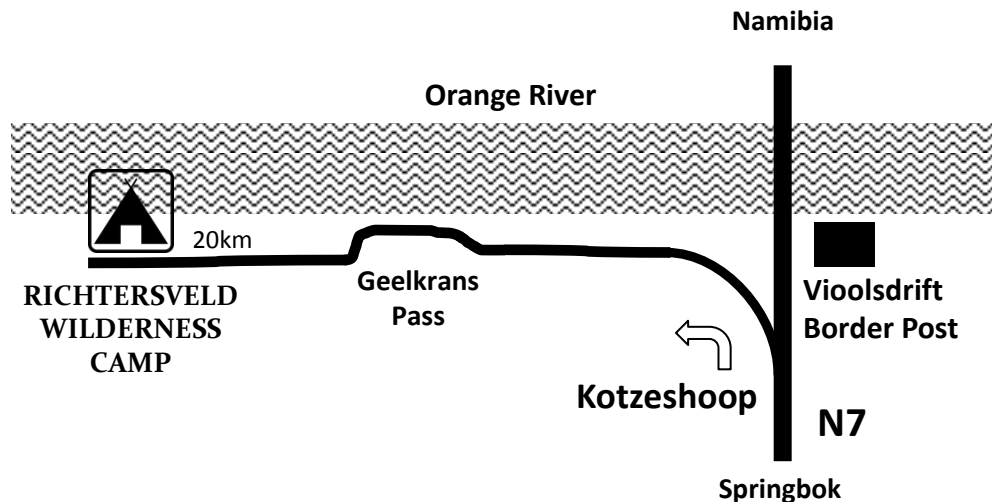 Namibia
Orange River
20km
Geelkrans
Pass
RICHTERSVELD
WILDERNESS
CAMP
Vioolsdrift
Border Post
Kotzeshoop
N7
Springbok